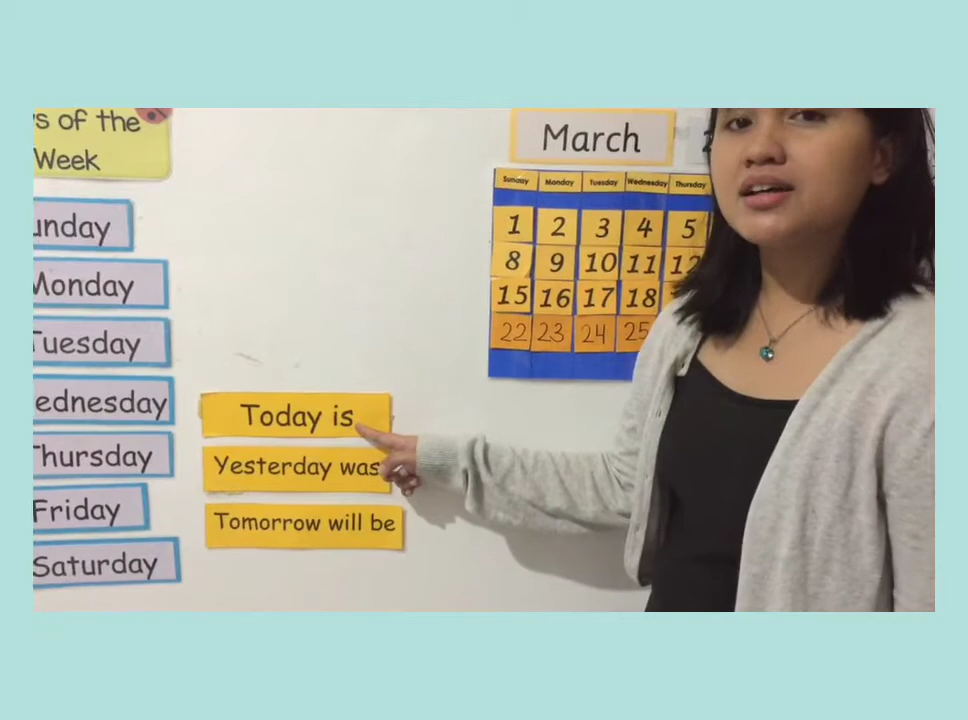 s of the
Week
unday
Monday
Tuesday
ednesday
Thursday
Friday
Saturday
Today is
Yesterday was
Tomorrow will be
March
Sunday Monday Tuesday Wednesday Thursday
1 2 3 4 5
8 9 10 11 12
15 16 17 18
22 23 24 25